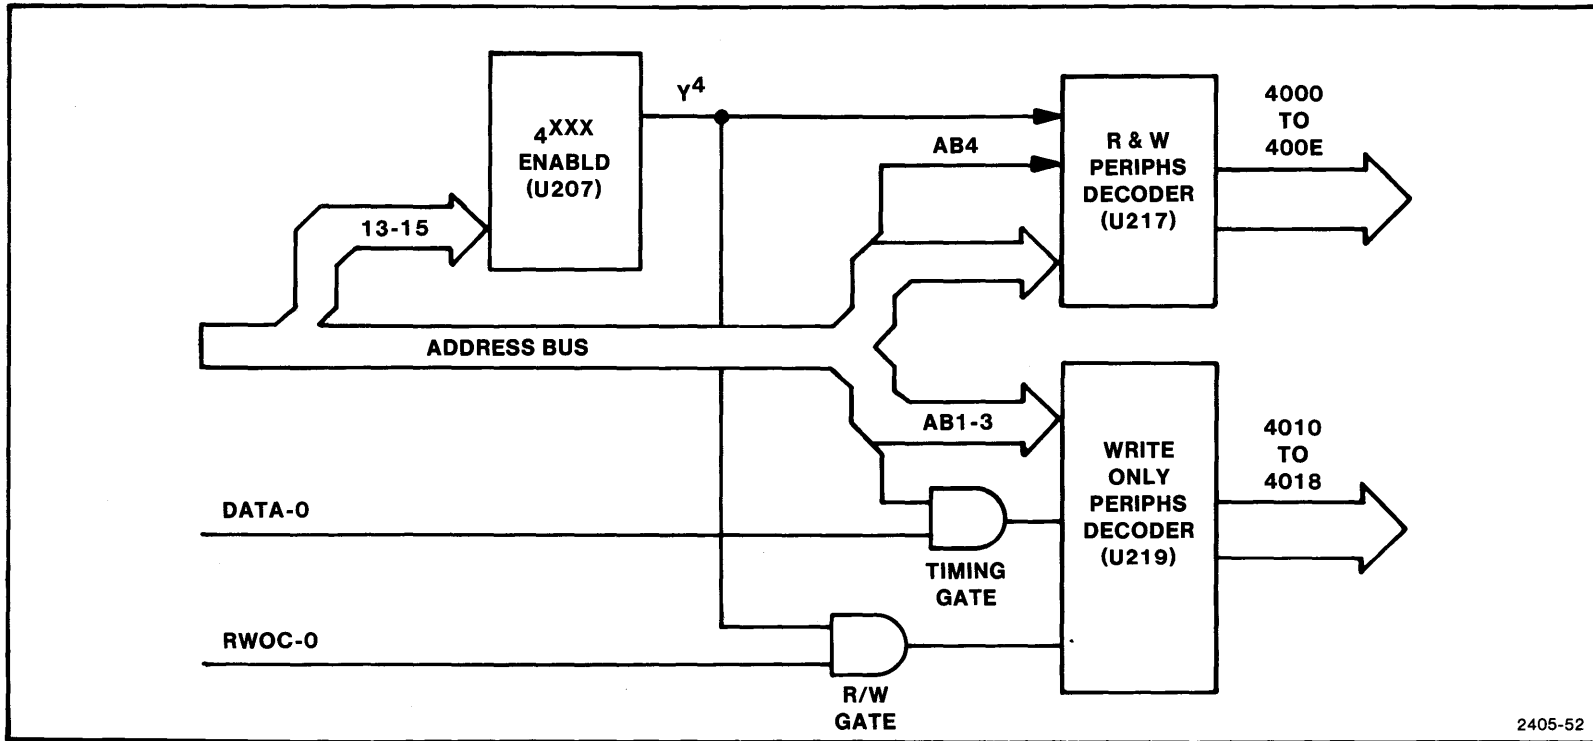 4XXX
ENABLD
(U207)
Y4
13-15
AB4
R & W
PERIPHS
DECODER
(U217)
4000
TO
400E
ADDRESS BUS
AB1-3
WRITE
ONLY
PERIPHS
DECODER
(U219)
4010
TO
4018
DATA-0
TIMING
GATE
RWOC-0
R/W
GATE
2405-52